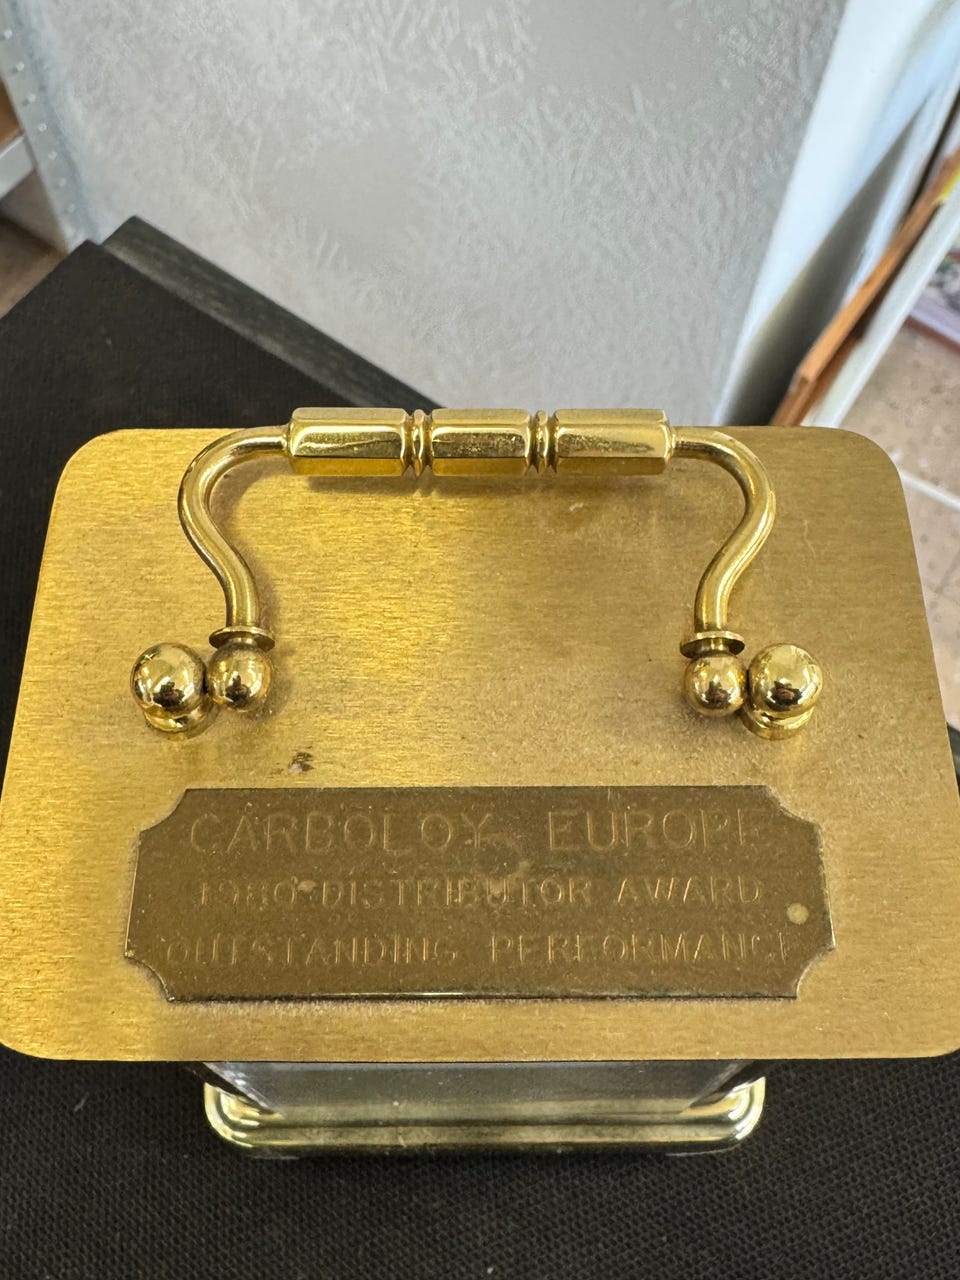 CARBOLOY EUROPE
1980 DISTRIBUTOR AWARD
OUTSTANDING PERFORMANCE